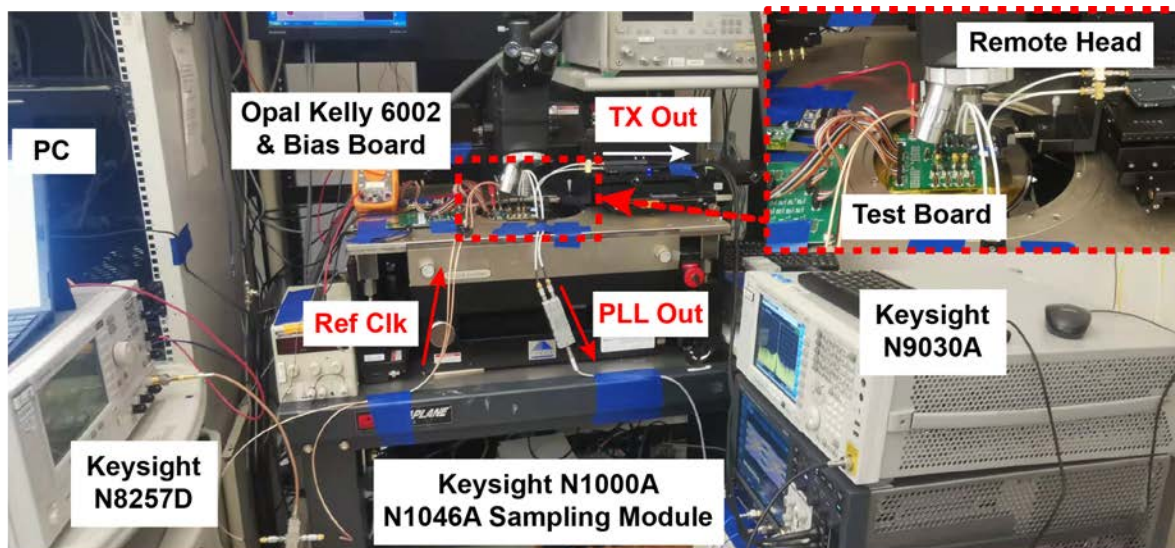 PC
Opal Kelly 6002
& Bias Board
TX Out
Remote Head
Test Board
Ref Clk
PLL Out
Keysight
N9030A
Keysight
N8257D
Keysight N1000A
N1046A Sampling Module